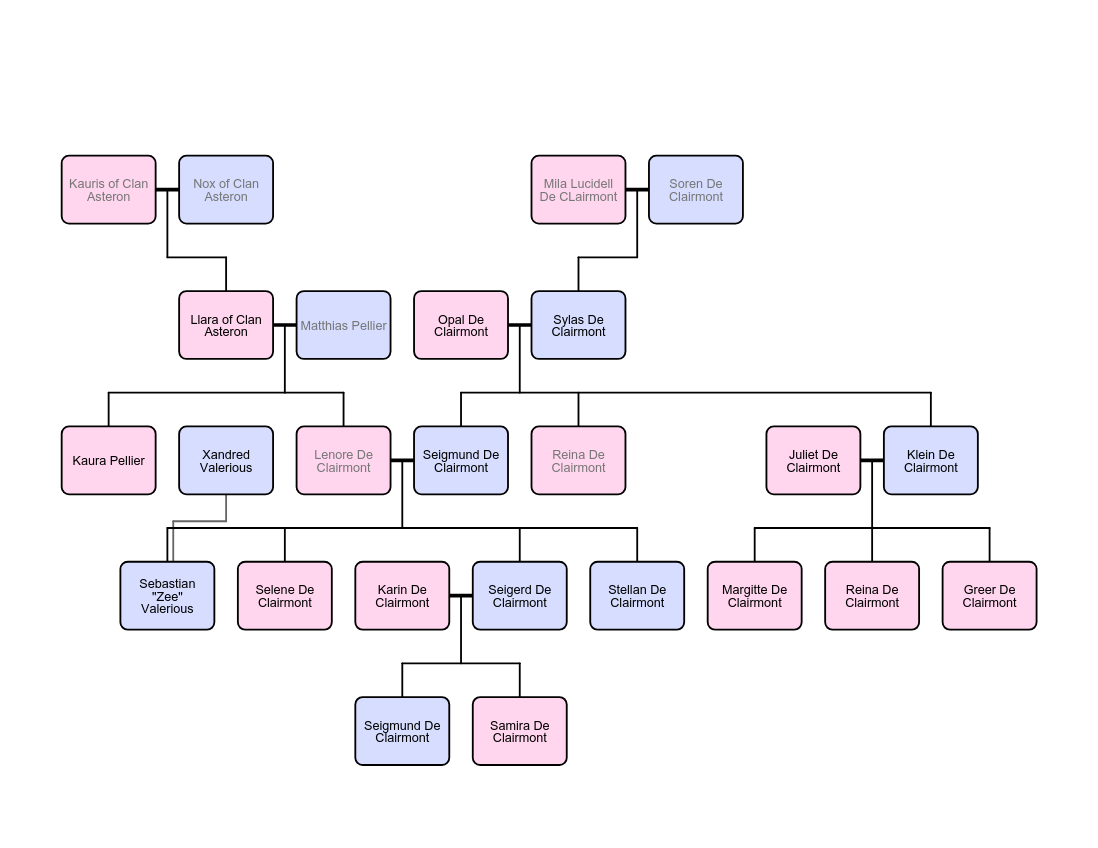 Kauris of Clan
Asteron
Nox of Clan
Asteron
Mila Lucidell
De CLairmont
Soren De
Clairmont
Llara of Clan
Asteron
Matthias Pellier
Opal De
Clairmont
Sylas De
Clairmont
Kaura Pellier
Xandred
Valerious
Lenore De
Clairmont
Seigmund De
Clairmont
Reina De
Clairmont
Juliet De
Clairmont
Klein De
Clairmont
Sebastian
"Zee"
Valerious
Selene De
Clairmont
Karin De
Clairmont
Seigerd De
Clairmont
Stellan De
Clairmont
Margitte De
Clairmont
Reina De
Clairmont
Greer De
Clairmont
Seigmund De
Clairmont
Samira De
Clairmont